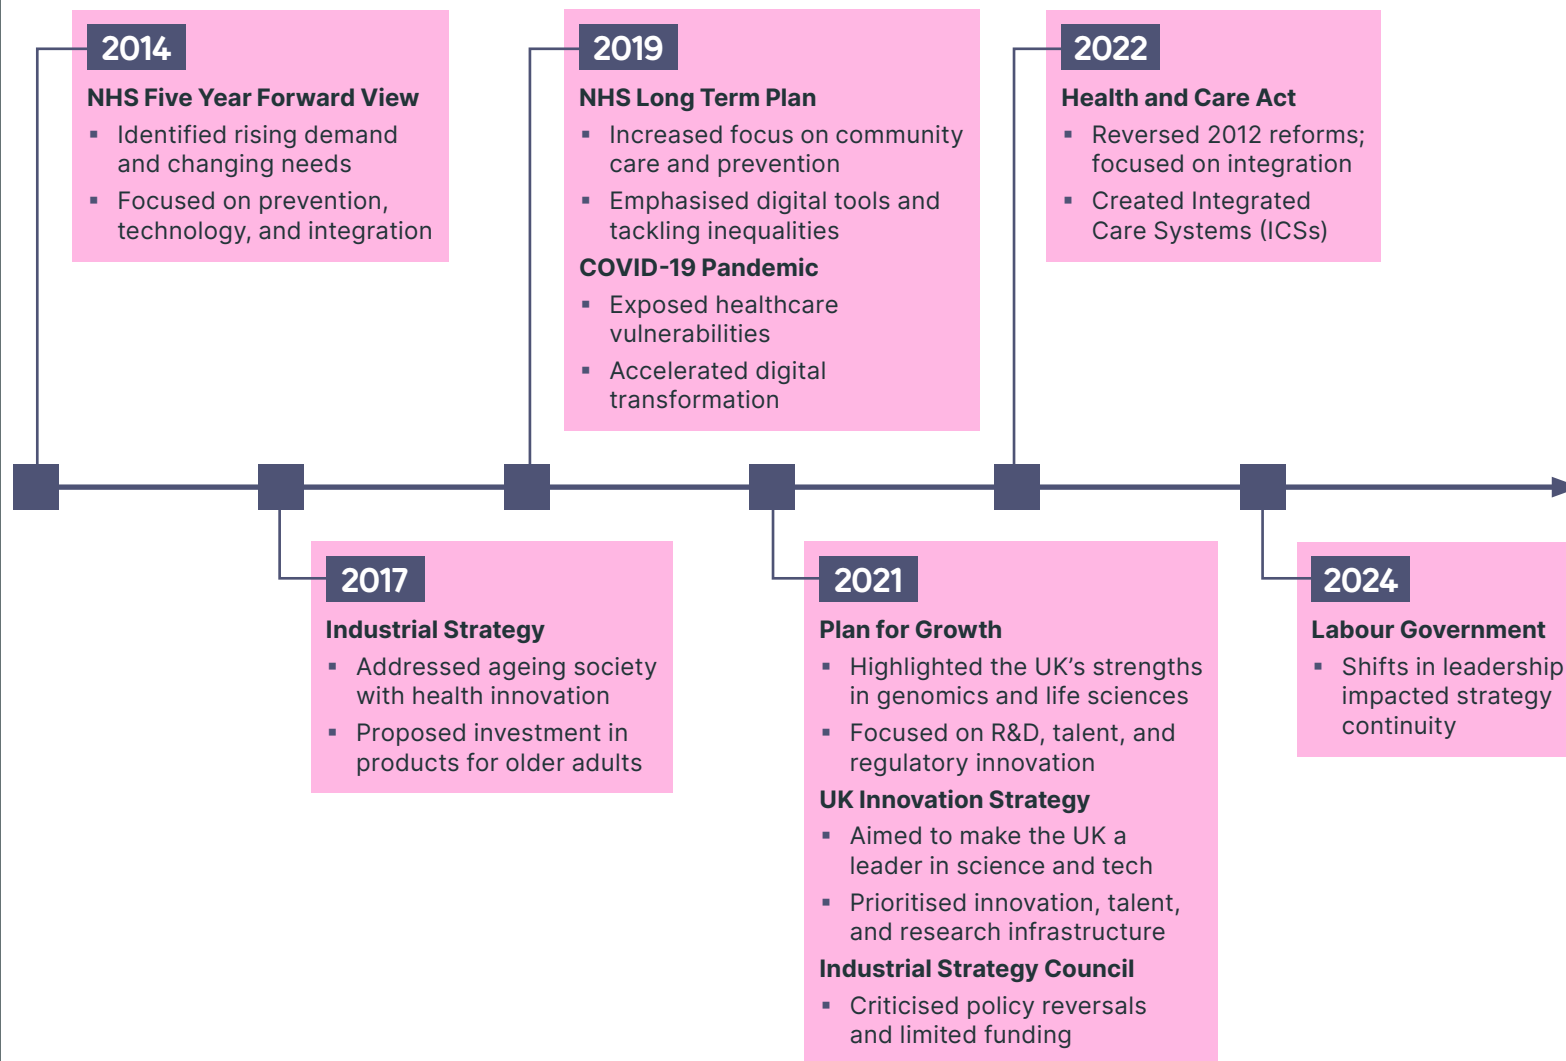 2014
NHS Five Year Forward View
▪ Identified rising demand
and changing needs
▪ Focused on prevention,
technology, and integration
2019
NHS Long Term Plan
▪ Increased focus on community
care and prevention
▪ Emphasised digital tools and
tackling inequalities
COVID-19 Pandemic
▪ Exposed healthcare
vulnerabilities
▪ Accelerated digital
transformation
2022
Health and Care Act
▪ Reversed 2012 reforms;
focused on integration
▪ Created Integrated
Care Systems (ICSs)
2017
Industrial Strategy
▪ Addressed ageing society
with health innovation
▪ Proposed investment in
products for older adults
2021
Plan for Growth
▪ Highlighted the UK’s strengths
in genomics and life sciences
▪ Focused on R&D, talent, and
regulatory innovation
UK Innovation Strategy
▪ Aimed to make the UK a
leader in science and tech
▪ Prioritised innovation, talent,
and research infrastructure
Industrial Strategy Council
▪ Criticised policy reversals
and limited funding
2024
Labour Government
▪ Shifts in leadership
impacted strategy
continuity